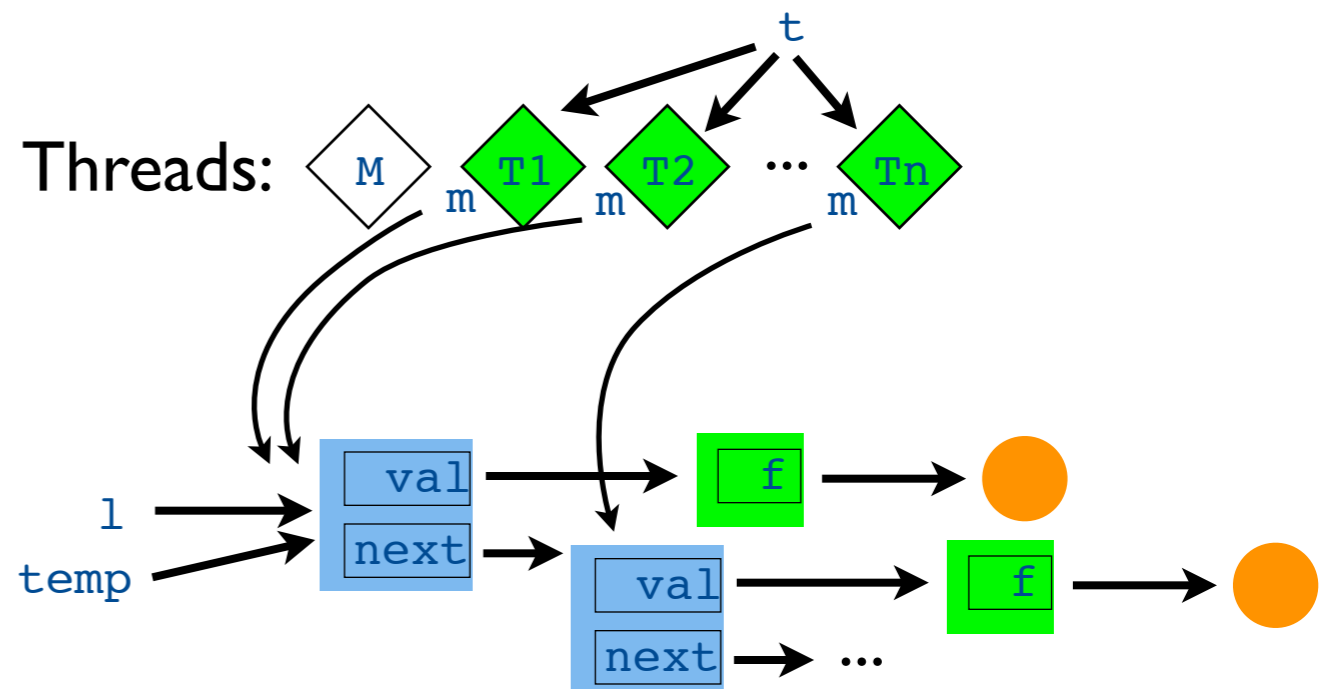 t
Threads: M m T1 m T2 ... m Tn
val f
l
next
temp
val f
next ...